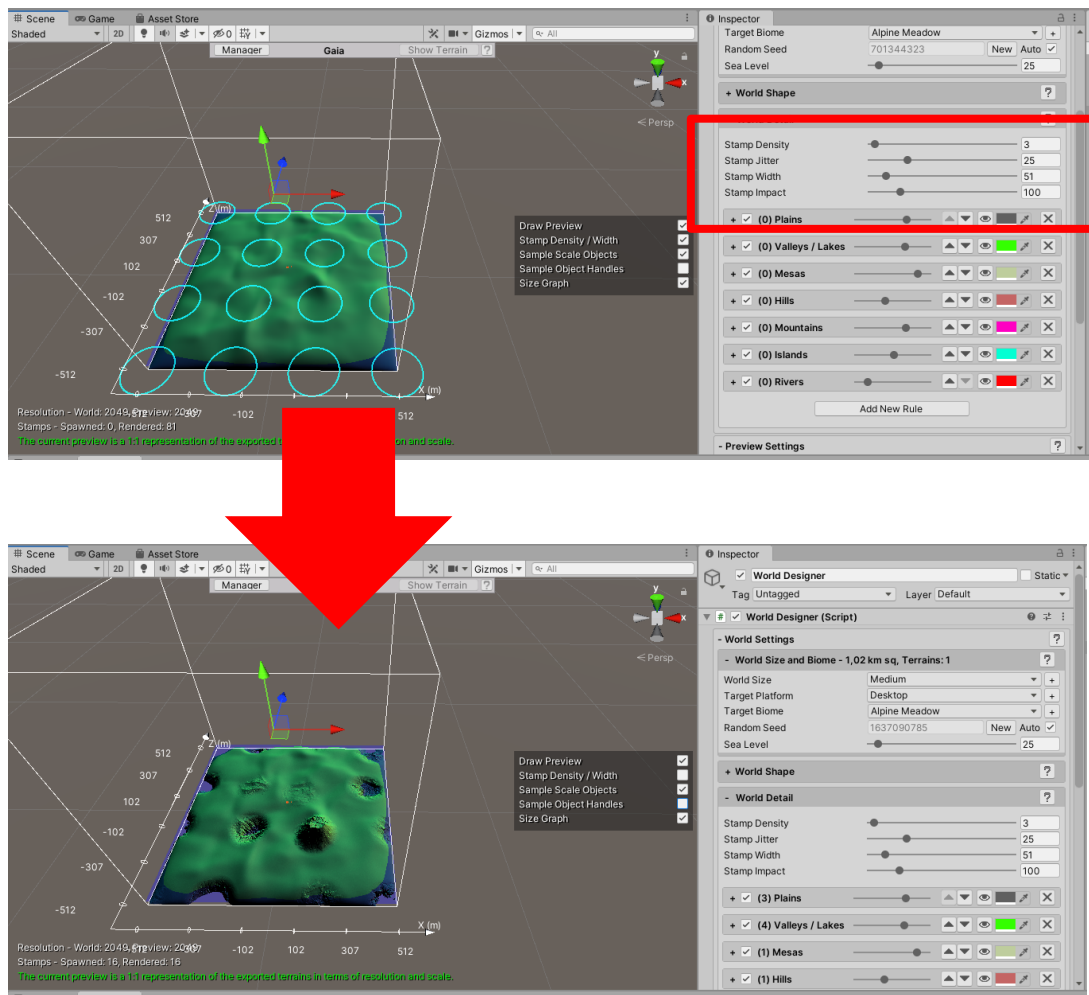 Scene Game Asset Store
Shaded 2D 0 Gizmos All
Manager Gaia Show Terrain ?
y
x
< Persp
Z (m)
512
307
102
-102
-307
-512
-102
512
X (m)
Draw Preview
Stamp Density / Width
Sample Scale Objects
Sample Object Handles
Size Graph
Resolution - World: 2049, Preview: 2049
Stamps - Spawned: 0, Rendered: 81
The current preview is a 1:1 representation of the exported
Inspector
Target Biome Alpine Meadow +
Random Seed 701344323 New Auto
Sea Level 25
+ World Shape ?
Stamp Density 3
Stamp Jitter 25
Stamp Width 51
Stamp Impact 100
+ (0) Plains
+ (0) Valleys / Lakes
+ (0) Mesas
+ (0) Hills
+ (0) Mountains
+ (0) Islands
+ (0) Rivers
Add New Rule
- Preview Settings ?
Scene Game Asset Store
Shaded 2D 0 Gizmos All
Manager Show Terrain ?
y
x
< Persp
Z (m)
512
307
102
-102
-307
-512
-512 -307 -102 102 307 512
X (m)
Draw Preview
Stamp Density / Width
Sample Scale Objects
Sample Object Handles
Size Graph
Resolution - World: 2049, Preview: 2049
Stamps - Spawned: 16, Rendered: 16
The current preview is a 1:1 representation of the exported terrains in terms of resolution and scale.
Inspector
World Designer Static
Tag Untagged Layer Default
# World Designer (Script)
- World Settings ?
- World Size and Biome - 1,02 km sq, Terrains: 1 ?
World Size Medium +
Target Platform Desktop +
Target Biome Alpine Meadow +
Random Seed 1637090785 New Auto
Sea Level 25
+ World Shape ?
- World Detail ?
Stamp Density 3
Stamp Jitter 25
Stamp Width 51
Stamp Impact 100
+ (3) Plains
+ (4) Valleys / Lakes
+ (1) Mesas
+ (1) Hills